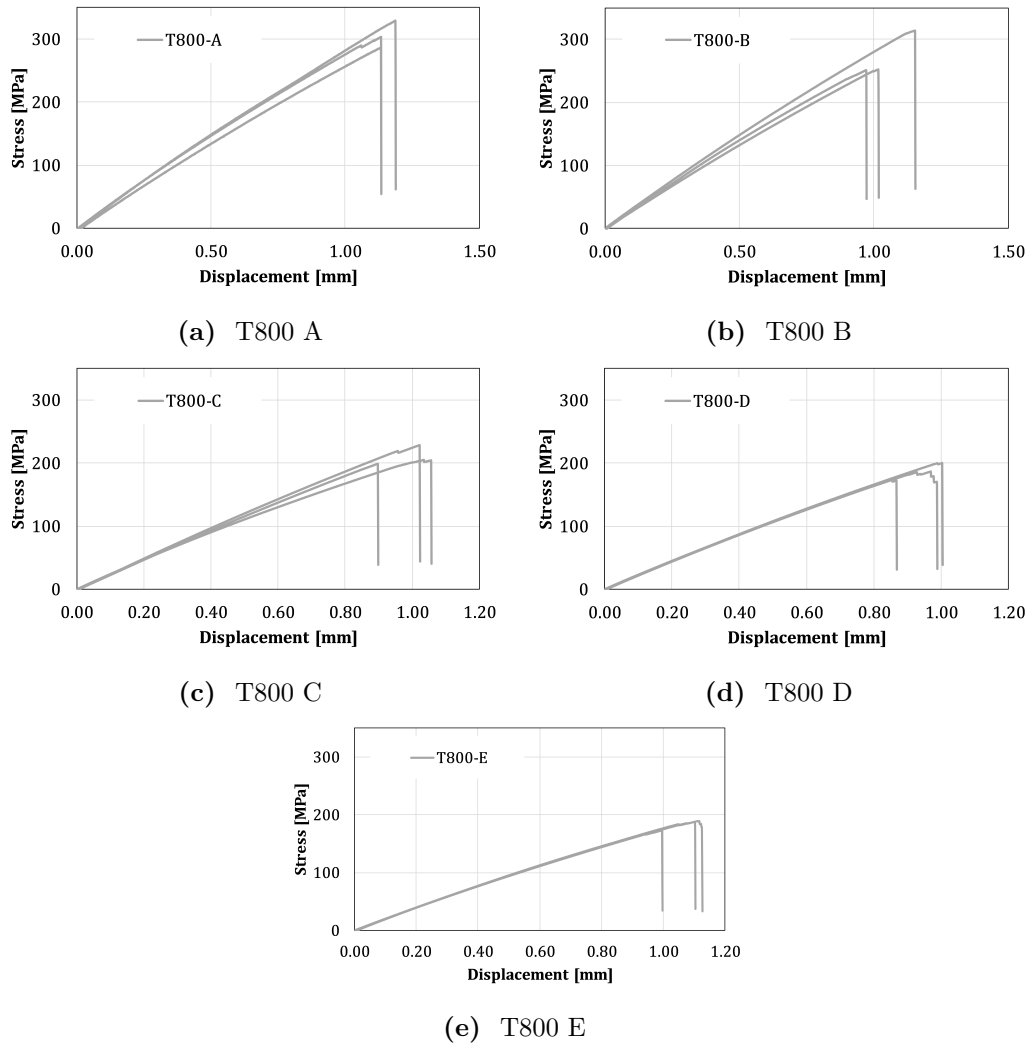 Stress [MPa]
300
200
100
0
T800-A
0.00 0.50 1.00 1.50
Displacement [mm]
(a) T800 A
Stress [MPa]
300
200
100
0
T800-B
0.00 0.50 1.00 1.50
Displacement [mm]
(b) T800 B
Stress [MPa]
300
200
100
0
T800-C
0.00 0.20 0.40 0.60 0.80 1.00 1.20
Displacement [mm]
(c) T800 C
Stress [MPa]
300
200
100
0
T800-D
0.00 0.20 0.40 0.60 0.80 1.00 1.20
Displacement [mm]
(d) T800 D
Stress [MPa]
300
200
100
0
T800-E
0.00 0.20 0.40 0.60 0.80 1.00 1.20
Displacement [mm]
(e) T800 E